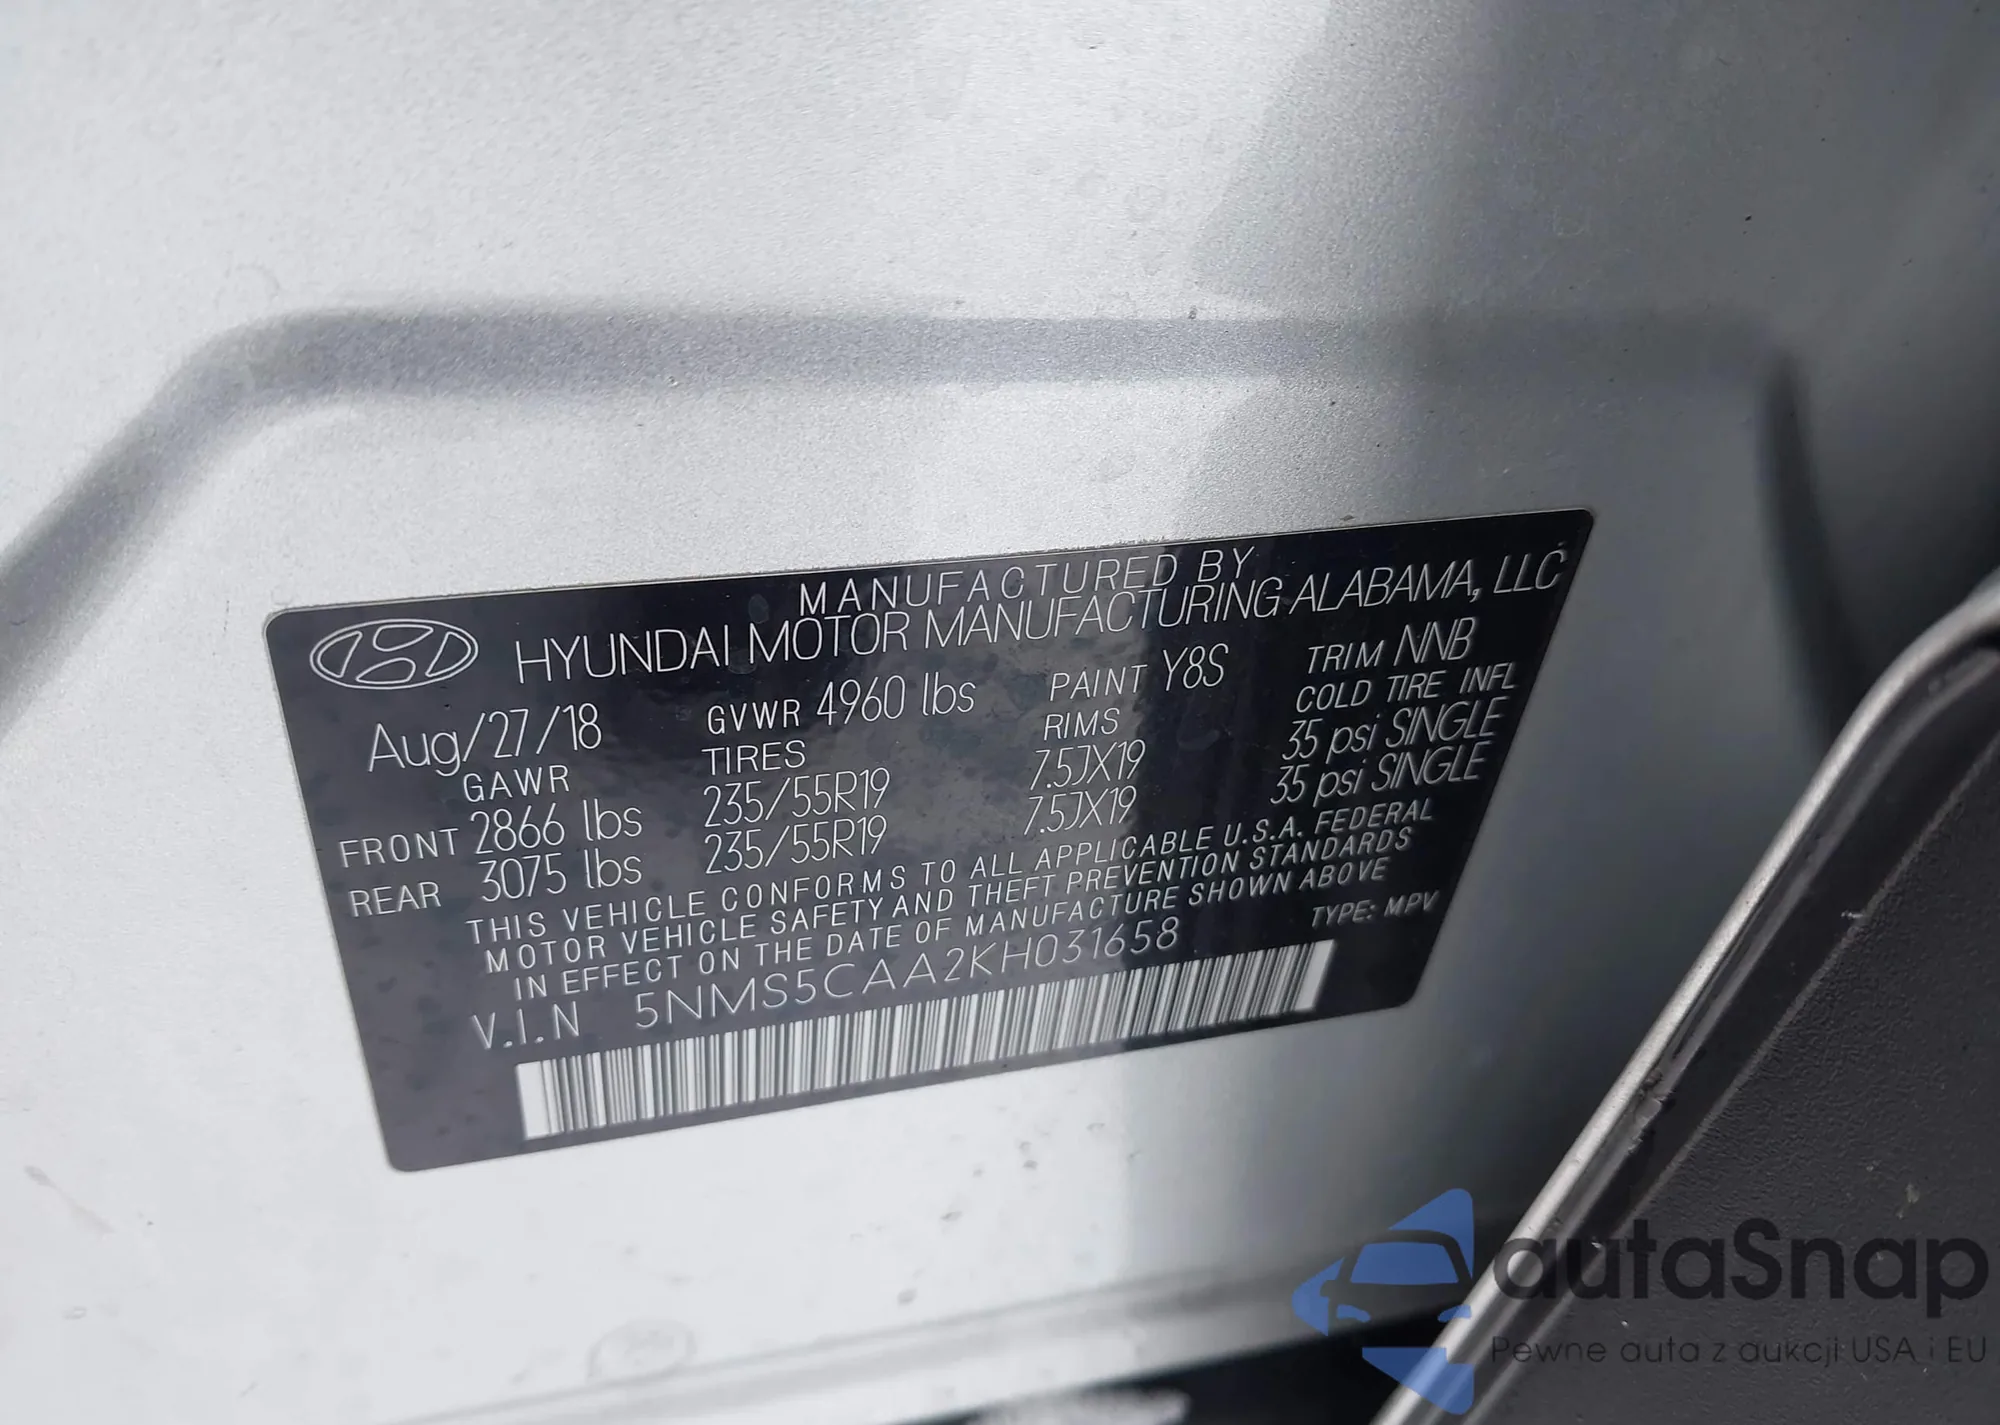 MANUFACTURED BY
HYUNDAI MOTOR MANUFACTURING ALABAMA, LLC
Aug/27/18 GVWR 4960 lbs PAINT Y8S TRIM NNB
GAWR TIRES RIMS COLD TIRE INFL
FRONT 2866 lbs 235/55R19 7.5JX19 35 psi SINGLE
REAR 3075 lbs 235/55R19 7.5JX19 35 psi SINGLE
THIS VEHICLE CONFORMS TO ALL APPLICABLE U.S.A. FEDERAL
MOTOR VEHICLE SAFETY AND THEFT PREVENTION STANDARDS
IN EFFECT ON THE DATE OF MANUFACTURE SHOWN ABOVE
V.I.N 5NMS5CAA2KH031658 TYPE: MPV
autaSnap
Pewne auta z aukcji USA i EU